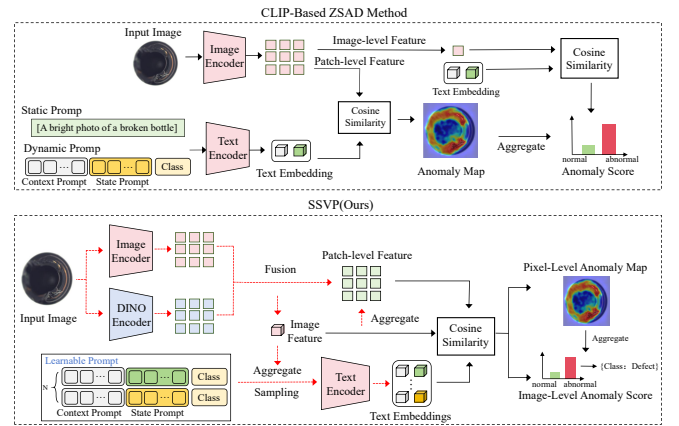 CLIP-Based ZSAD Method
Input Image
Image
Encoder
Image-level Feature
Patch-level Feature
Text Embedding
Cosine
Similarity
Static Promp
[A bright photo of a broken bottle]
Dynamic Promp
... ... Class
Context Prompt State Prompt
Text
Encoder
Text Embedding
Cosine
Similarity
Anomaly Map
Aggregate
normal abnormal
Anomaly Score
SSVP(Ours)
Input Image
Image
Encoder
DINO
Encoder
Fusion
Patch-level Feature
Image
Feature
Aggregate
Aggregate
Sampling
Learnable Prompt
N
... ... Class
... ... Class
Context Prompt State Prompt
Text
Encoder
Text Embeddings
Cosine
Similarity
Pixel-Level Anomaly Map
Aggregate
{Class: Defect}
normal abnormal
Image-Level Anomaly Score